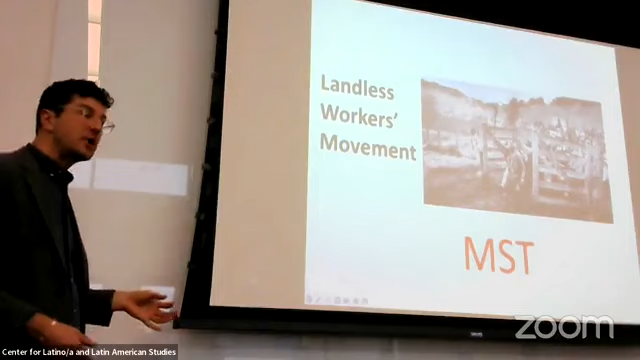 Landless
Workers'
Movement
MST
zoom
Center for Latino/a and Latin American Studies